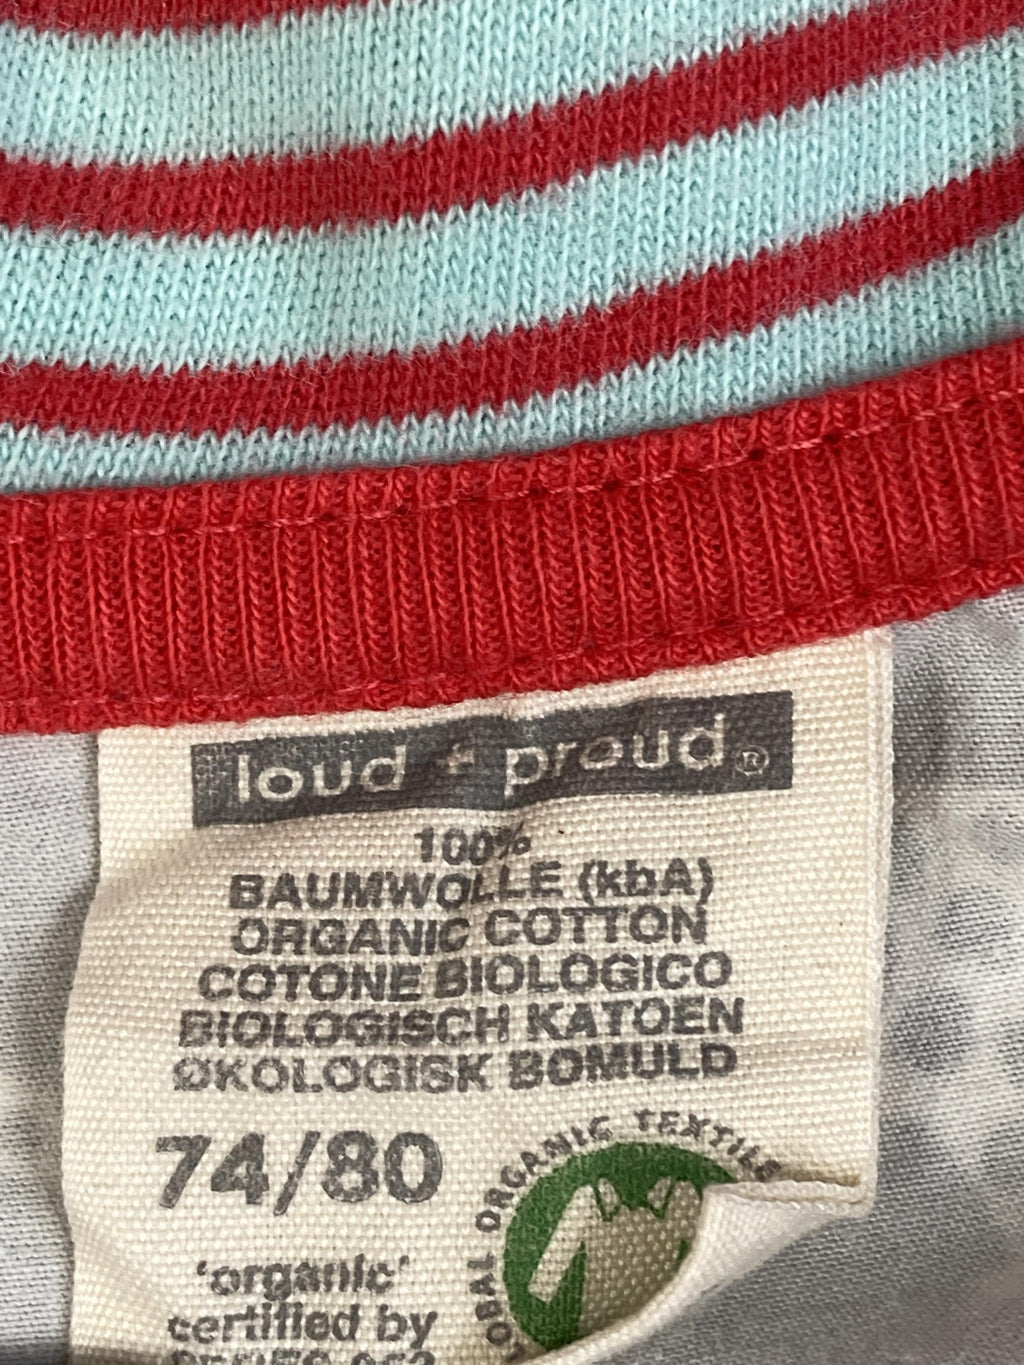 loud + proud®
100%
BAUMWOLLE (kbA)
ORGANIC COTTON
COTONE BIOLOGICO
BIOLOGISCH KATOEN
ØKOLOGISK BOMULD
74/80
ORGANIC TEXTILE
'organic'
certified by